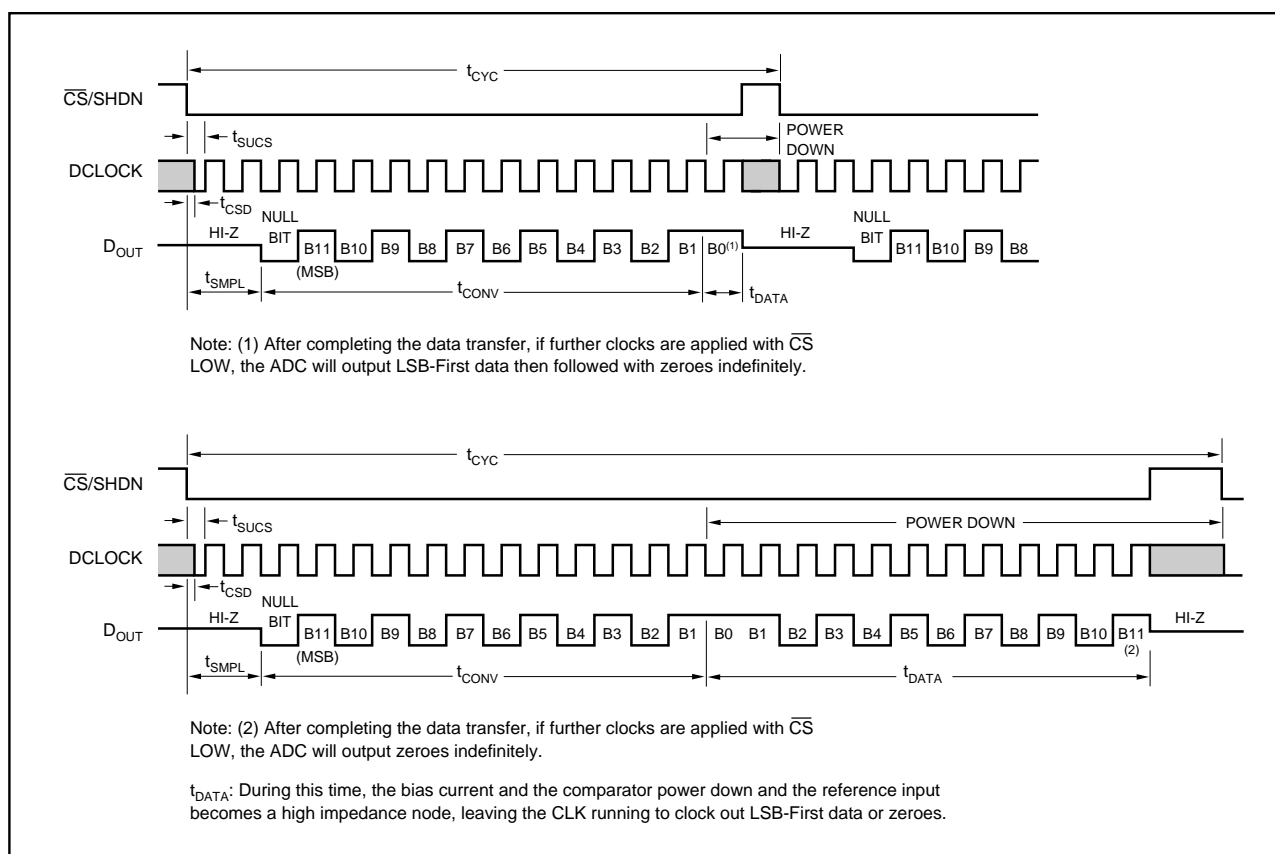 tCYC
CS/SHDN
tSUCS
POWER
DOWN
DCLOCK
tCSD
NULL
BIT
NULL
BIT
HI-Z
HI-Z
DOUT
B11 B10 B9 B8 B7 B6 B5 B4 B3 B2 B1 B0(1)
B11 B10 B9 B8
(MSB)
tSMPL
tCONV
tDATA
Note: (1) After completing the data transfer, if further clocks are applied with CS
LOW, the ADC will output LSB-First data then followed with zeroes indefinitely.
tCYC
CS/SHDN
tSUCS
POWER DOWN
DCLOCK
tCSD
NULL
BIT
HI-Z
HI-Z
DOUT
B11 B10 B9 B8 B7 B6 B5 B4 B3 B2 B1 B0 B1 B2 B3 B4 B5 B6 B7 B8 B9 B10 B11
(MSB)
(2)
tSMPL
tCONV
tDATA
Note: (2) After completing the data transfer, if further clocks are applied with CS
LOW, the ADC will output zeroes indefinitely.
tDATA: During this time, the bias current and the comparator power down and the reference input
becomes a high impedance node, leaving the CLK running to clock out LSB-First data or zeroes.